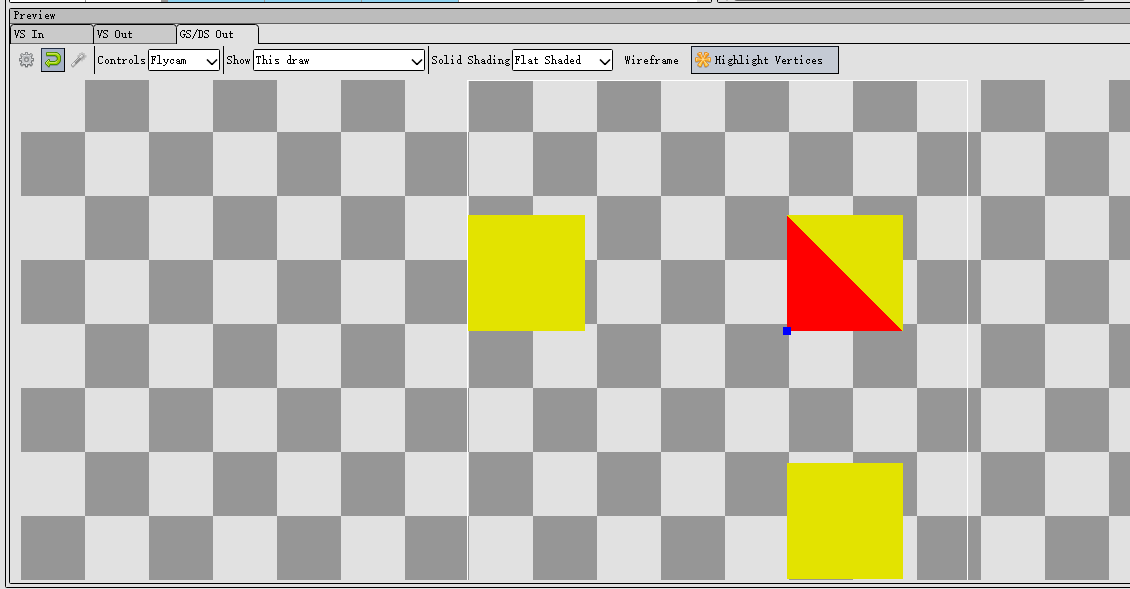 Preview
VS In VS Out GS/DS Out
Controls Flycam Show This draw Solid Shading Flat Shaded Wireframe Highlight Vertices